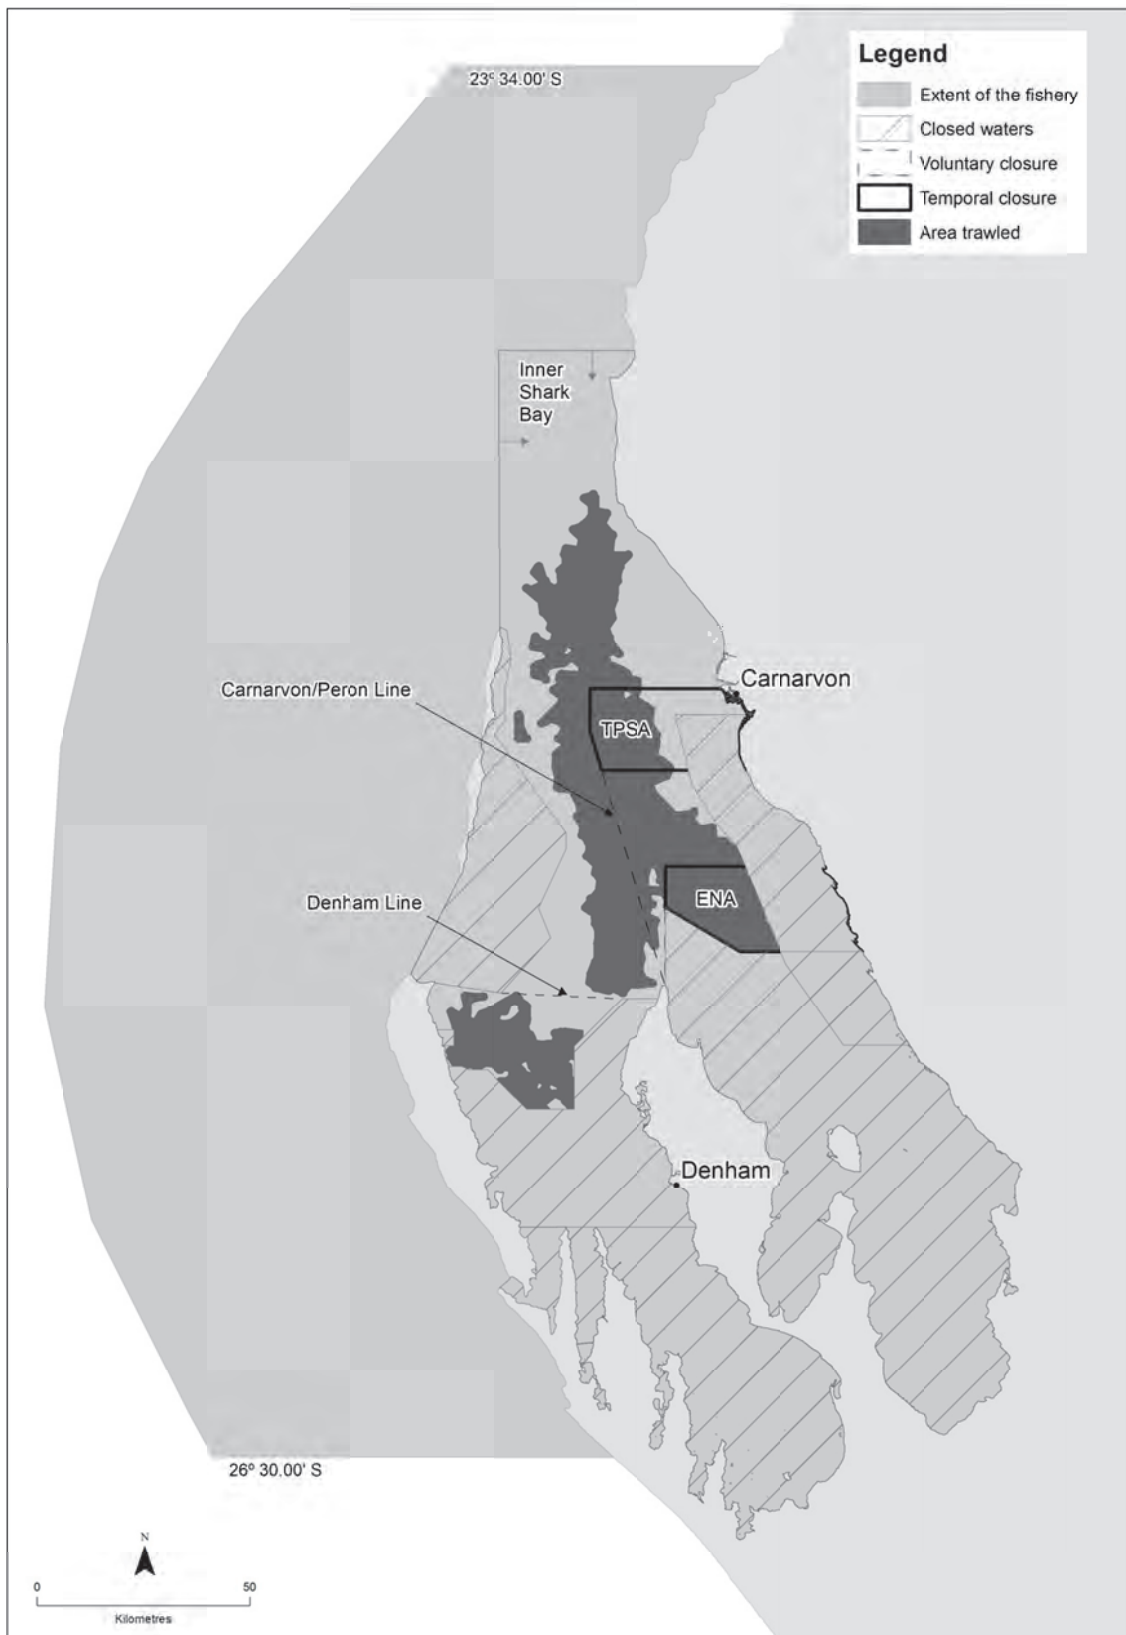 23° 34.00' S
Legend
Extent of the fishery
Closed waters
Voluntary closure
Temporal closure
Area trawled
Inner
Shark
Bay
Carnarvon
Carnarvon/Peron Line
TPSA
Denham Line
ENA
Denham
26° 30.00' S
N
0 50
Kilometres